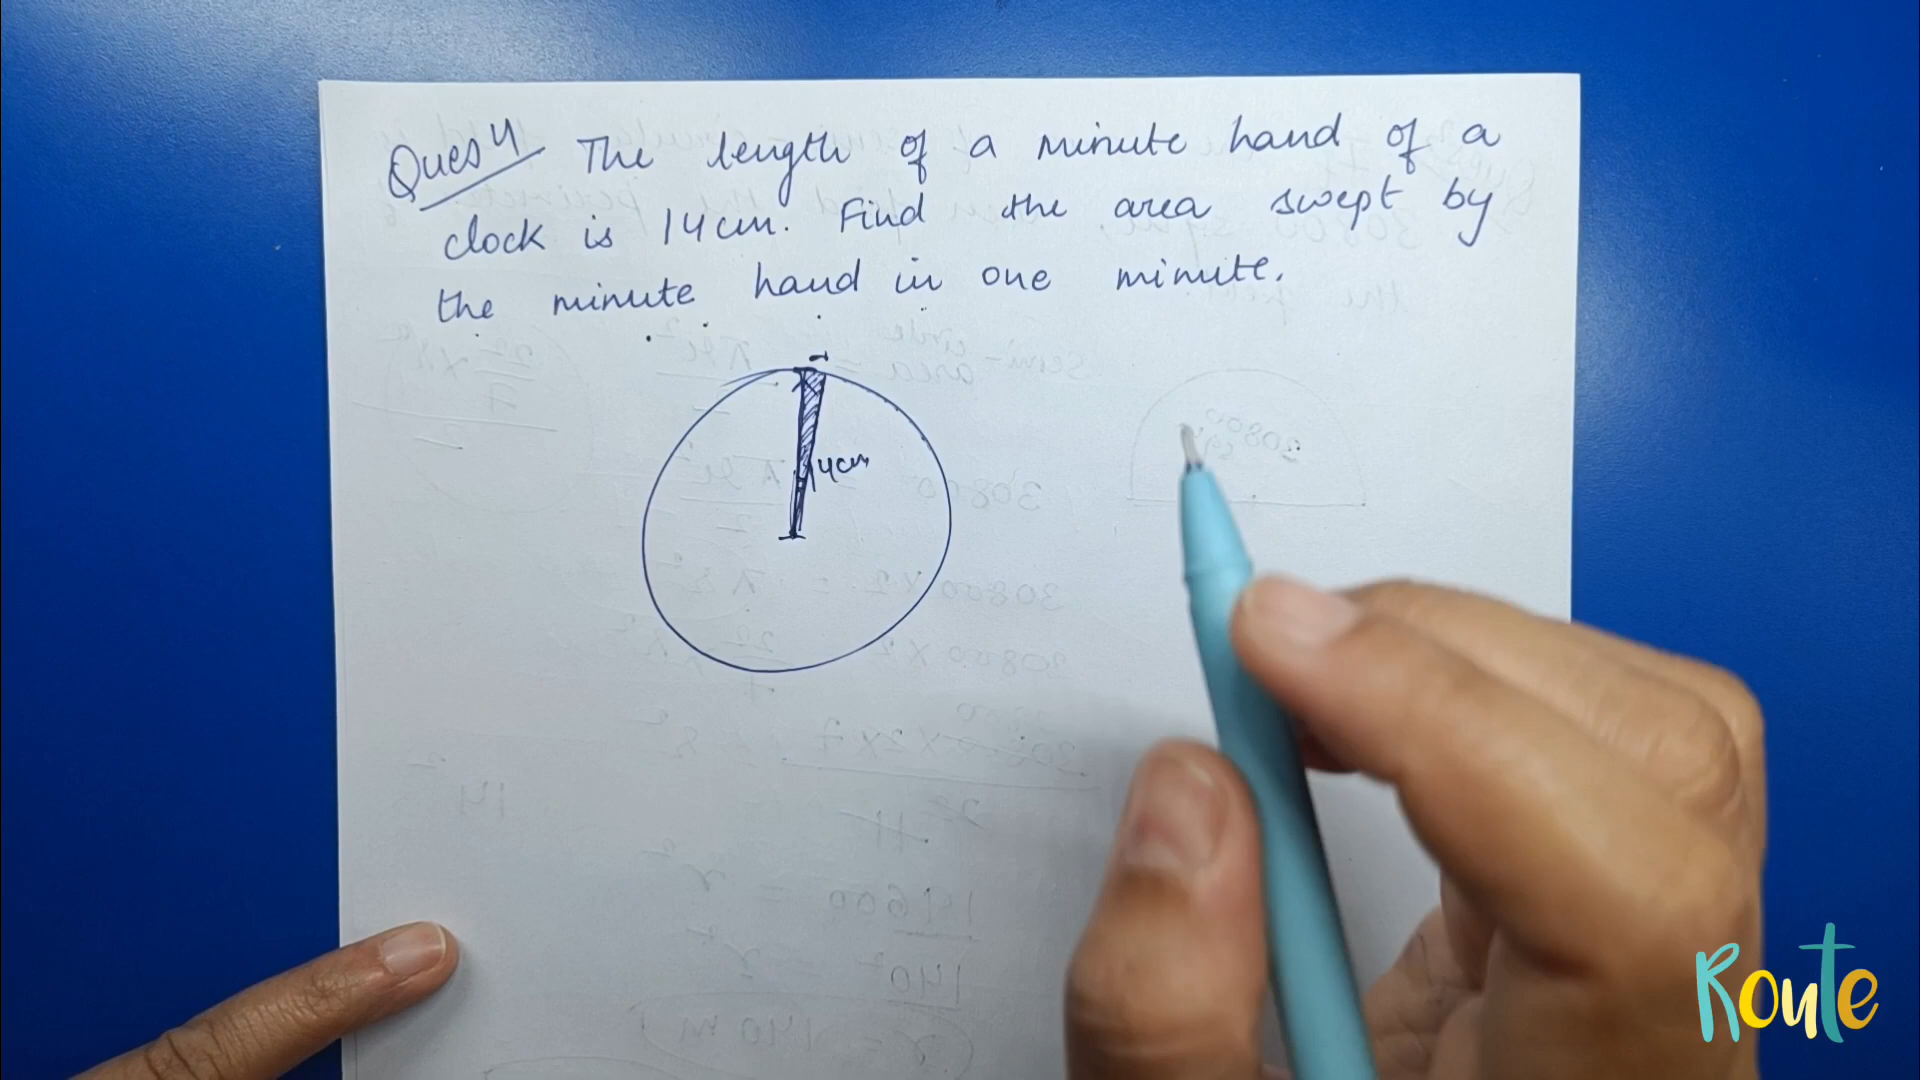 Ques 4 The length of a minute hand of a
clock is 14cm. Find the area swept by
the minute hand in one minute.
14cm
Route